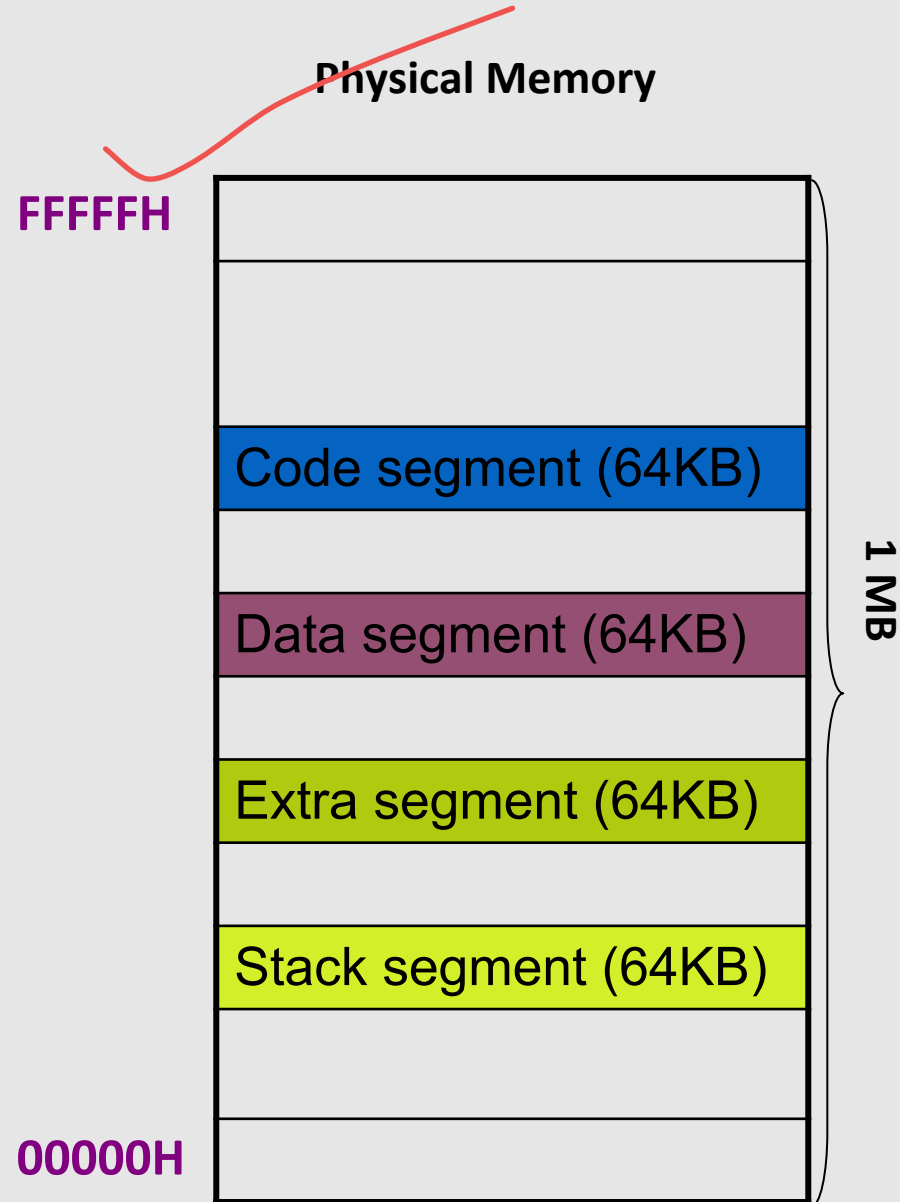 Physical Memory
FFFFFH
Code segment (64KB)
1 MB
Data segment (64KB)
Extra segment (64KB)
Stack segment (64KB)
00000H